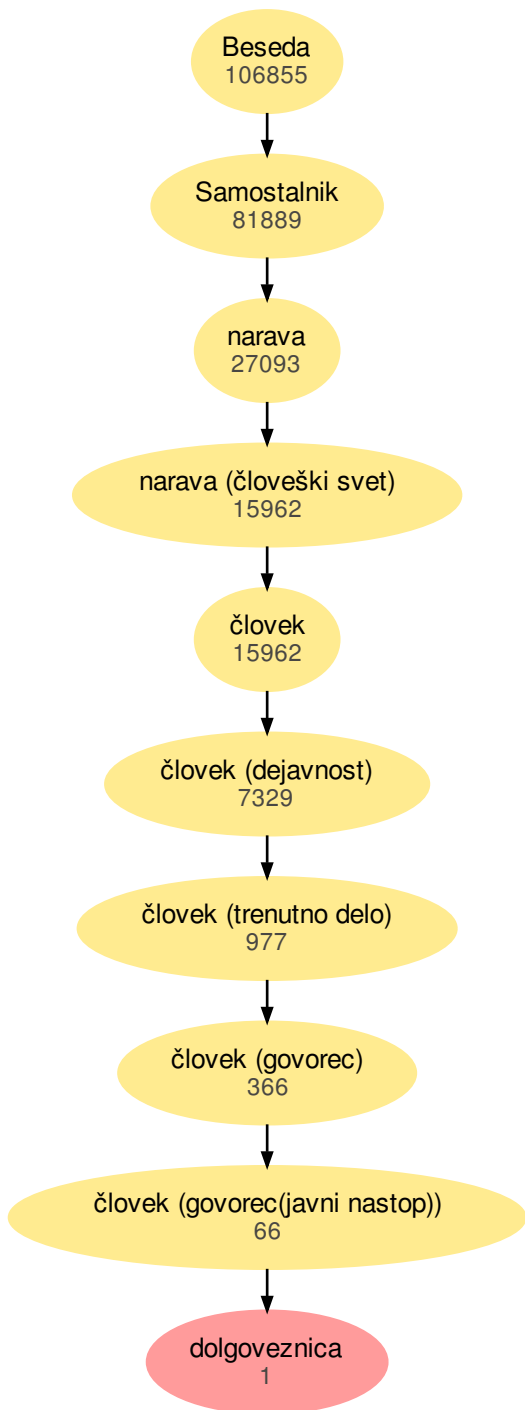 Beseda
106855
Samostalnik
81889
narava
27093
narava (človeški svet)
15962
človek
15962
človek (dejavnost)
7329
človek (trenutno delo)
977
človek (govorec)
366
človek (govorec(javni nastop))
66
dolgoveznica
1